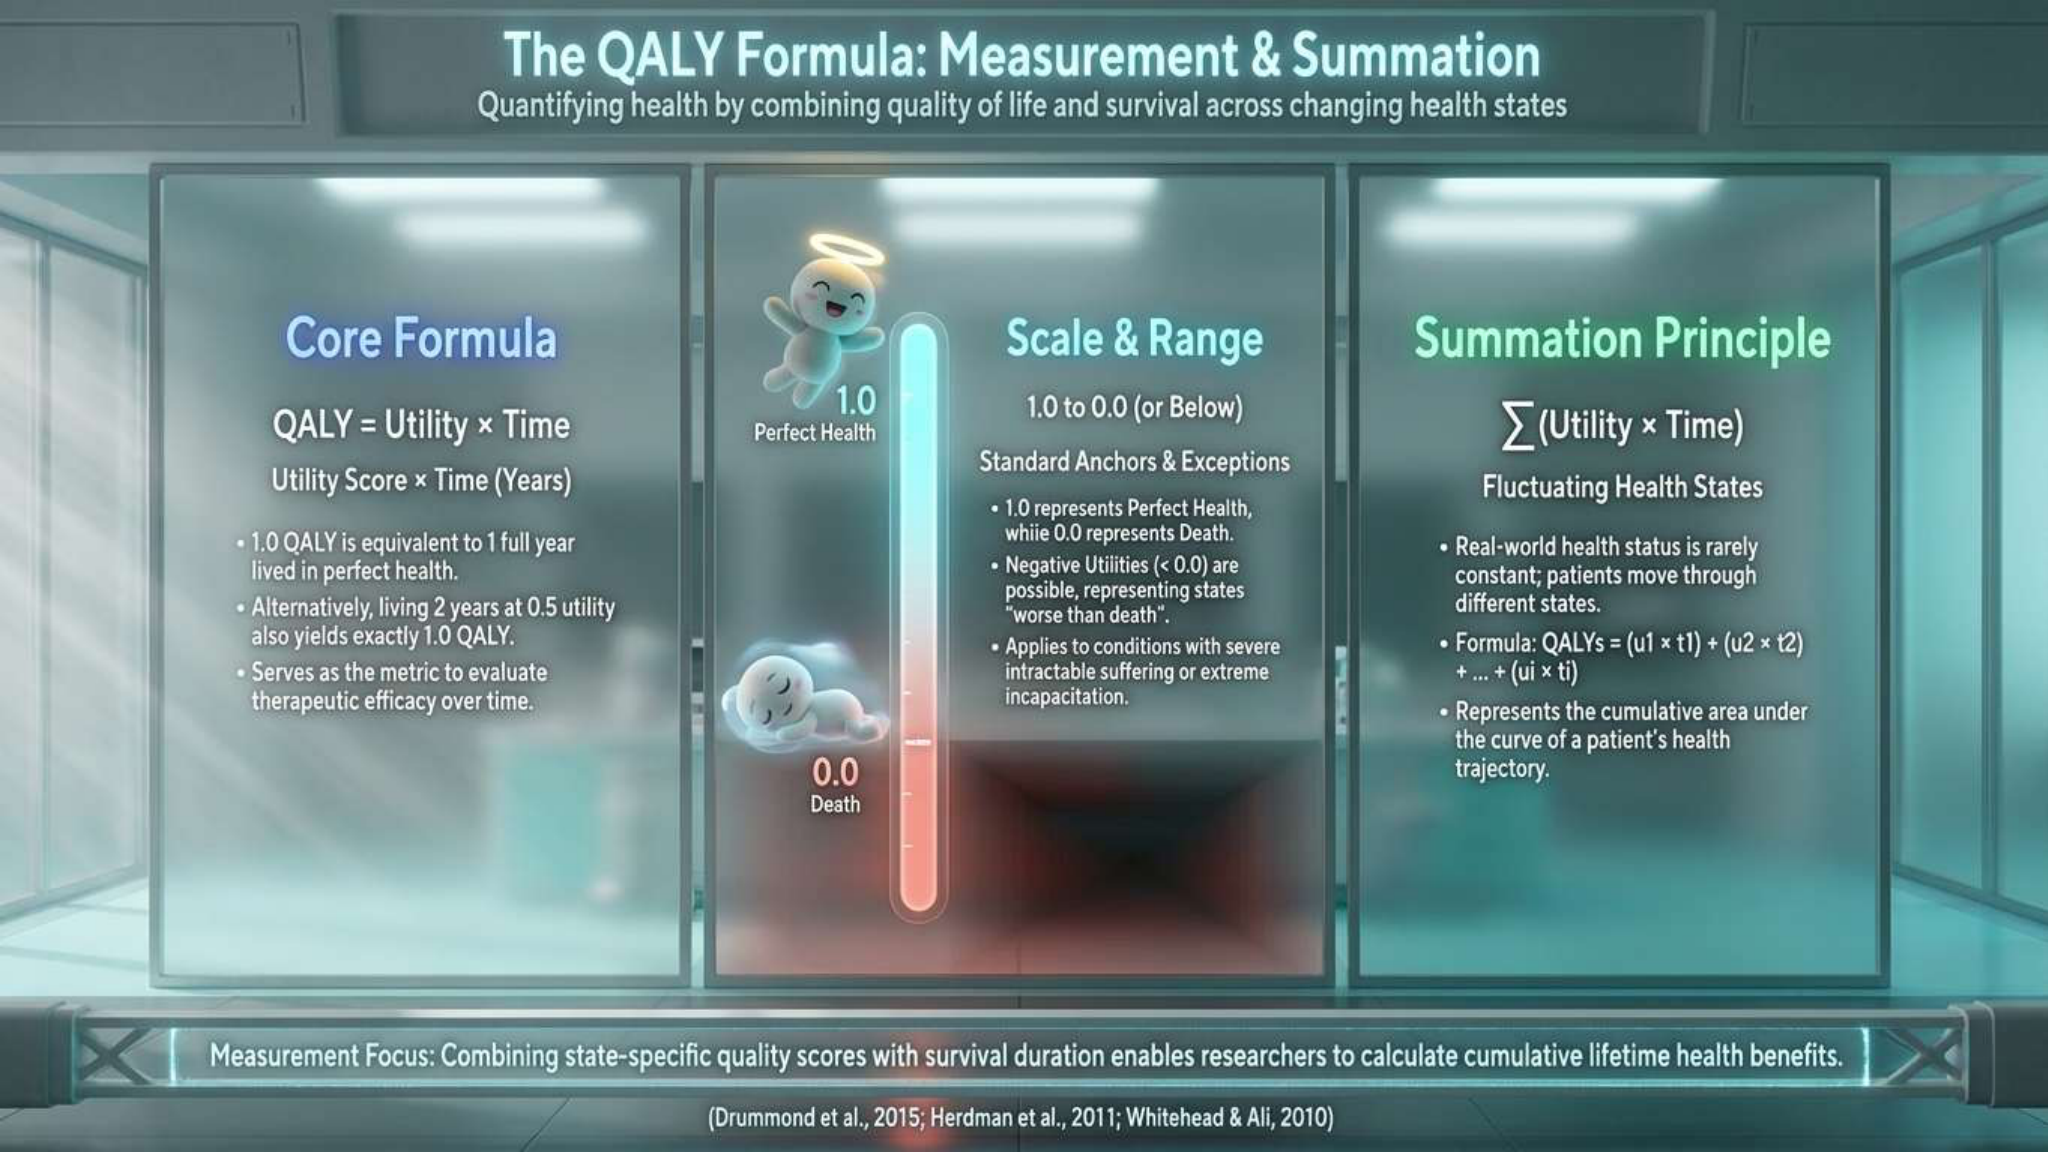 The QALY Formula: Measurement & Summation
Quantifying health by combining quality of life and survival across changing health states
Core Formula
QALY = Utility × Time
Utility Score × Time (Years)
• 1.0 QALY is equivalent to 1 full year
lived in perfect health.
• Alternatively, living 2 years at 0.5 utility
also yields exactly 1.0 QALY.
• Serves as the metric to evaluate
therapeutic efficacy over time.
1.0
Perfect Health
0.0
Death
Scale & Range
1.0 to 0.0 (or Below)
Standard Anchors & Exceptions
• 1.0 represents Perfect Health,
whiie 0.0 represents Death.
• Negative Utiiities (< 0.0) are
possible, representing states
"worse than death".
• Applies to conditions with severe
intractable suffering or extreme
incapacitation.
Summation Principle
∑(Utility × Time)
Fluctuating Health States
• Real-world health status is rarely
constant; patients move through
different states.
• Formula: QALYs = (u1 × t1) + (u2 × t2)
+ ... + (ui × ti)
• Represents the cumulative area under
the curve of a patient's health
trajectory.
Measurement Focus: Combining state-specific quality scores with survival duration enables researchers to calculate cumulative lifetime health benefits.
(Drummond et al., 2015; Herdman et al., 2011; Whitehead & Ali, 2010)